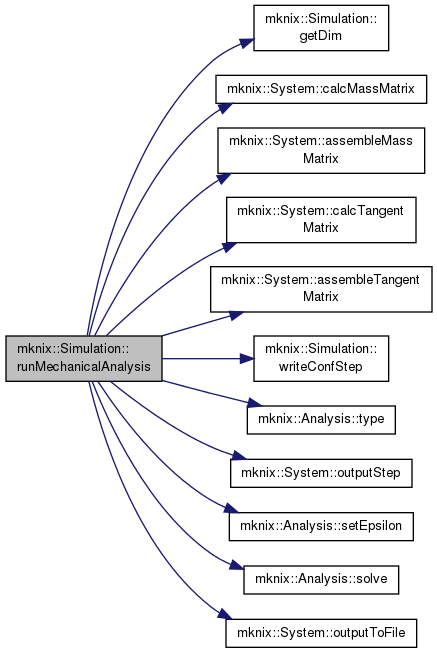 mknix::Simulation::
getDim
mknix::System::calcMassMatrix
mknix::System::assembleMass
Matrix
mknix::System::calcTangent
Matrix
mknix::System::assembleTangent
Matrix
mknix::Simulation::
runMechanicalAnalysis
mknix::Simulation::
writeConfStep
mknix::Analysis::type
mknix::System::outputStep
mknix::Analysis::setEpsilon
mknix::Analysis::solve
mknix::System::outputToFile